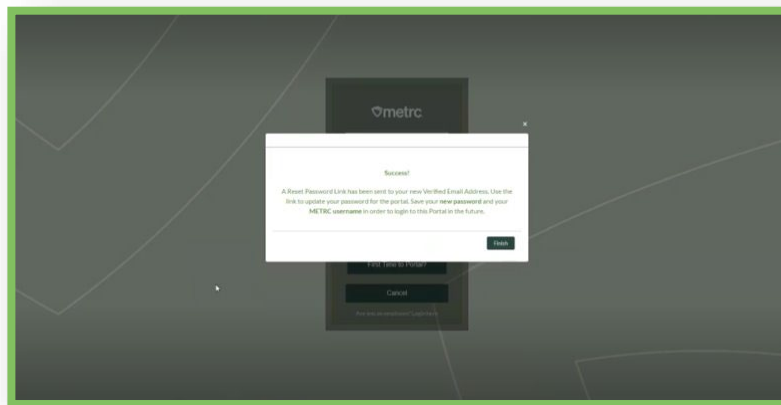 metrc
×
Success!
A Reset Password Link has been sent to your new Verified Email Address. Use the
link to update your password for the portal. Save your new password and your
METRC username in order to login to this Portal in the future.
Finish
First Time to Portal?
Cancel